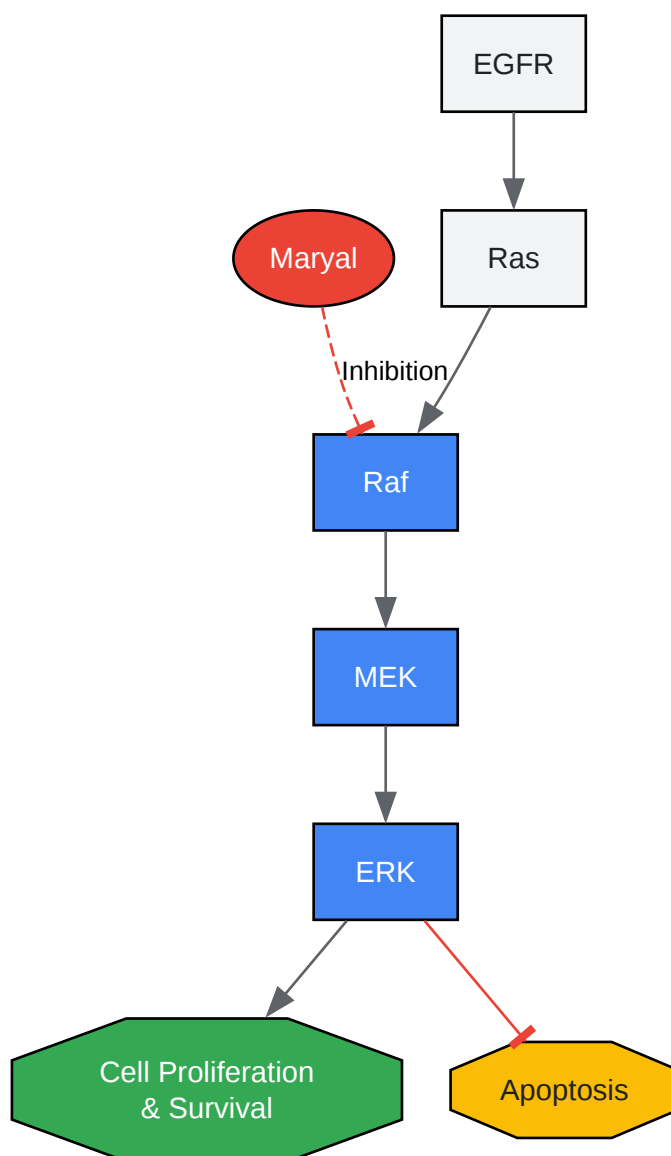 EGFR
Maryal
Ras
Inhibition
Raf
MEK
ERK
Cell Proliferation
& Survival
Apoptosis